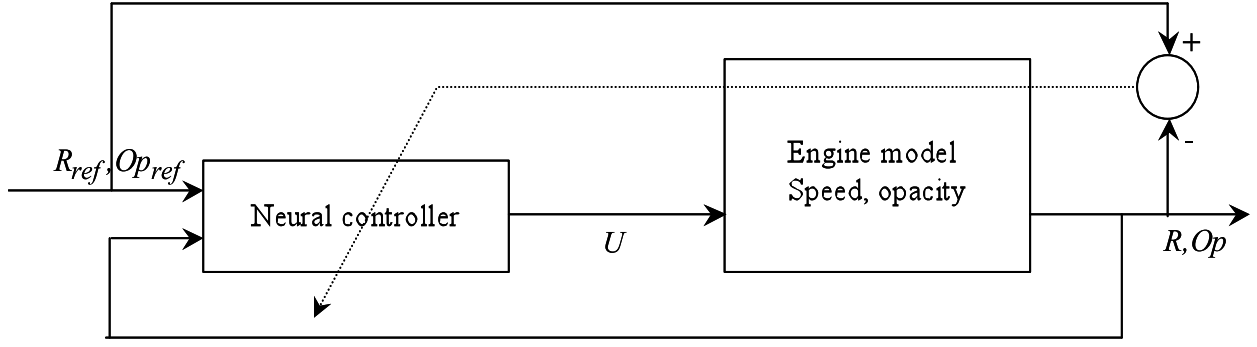 +
R_ref,Op_ref
Engine model
Speed, opacity
-
Neural controller
U
R,Op